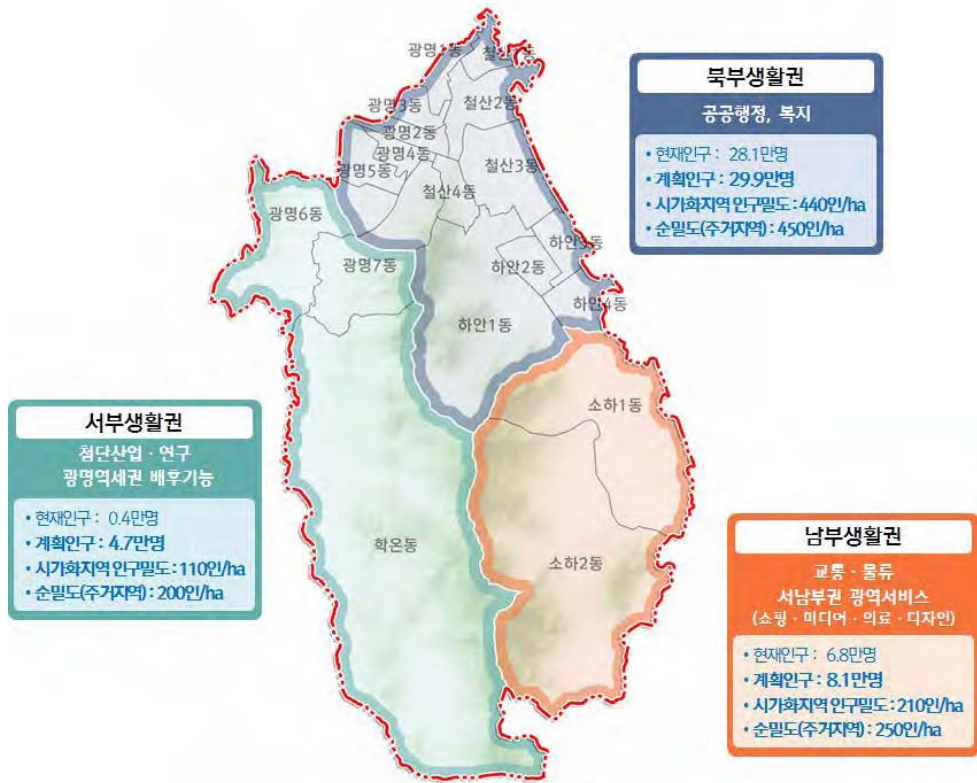 북부생활권
공공행정, 복지
• 현재인구 : 28.1만명
• 계획인구 : 29.9만명
• 시가화지역 인구밀도 : 440인/ha
• 순밀도(주거지역) : 450인/ha
광명1동
철산1동
광명3동
철산2동
광명2동
광명4동
광명5동
철산3동
철산4동
광명6동
광명7동
하안3동
하안2동
하안4동
하안1동
소하1동
학온동
소하2동
서부생활권
첨단산업 · 연구
광명역세권 배후기능
• 현재인구 : 0.4만명
• 계획인구 : 4.7만명
• 시가화지역 인구밀도 : 110인/ha
• 순밀도(주거지역) : 200인/ha
남부생활권
교통 · 물류
서남부권 광역서비스
(쇼핑 · 미디어 · 의료 · 디자인)
• 현재인구 : 6.8만명
• 계획인구 : 8.1만명
• 시가화지역 인구밀도 : 210인/ha
• 순밀도(주거지역) : 250인/ha